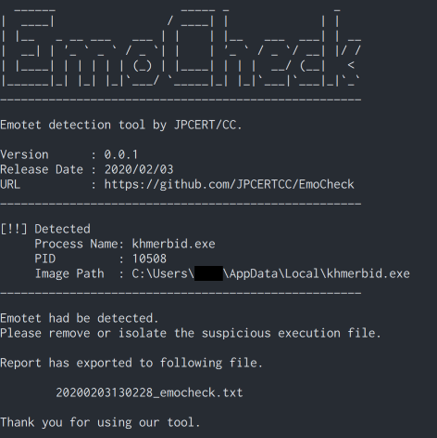 EmoCheck
Emotet detection tool by JPCERT/CC.
Version      : 0.0.1
Release Date : 2020/02/03
URL          : https://github.com/JPCERTCC/EmoCheck
[!!] Detected
Process Name: khmerbid.exe
PID         : 10508
Image Path  : C:\Users\    \AppData\Local\khmerbid.exe
Emotet had be detected.
Please remove or isolate the suspicious execution file.
Report has exported to following file.
20200203130228_emocheck.txt
Thank you for using our tool.